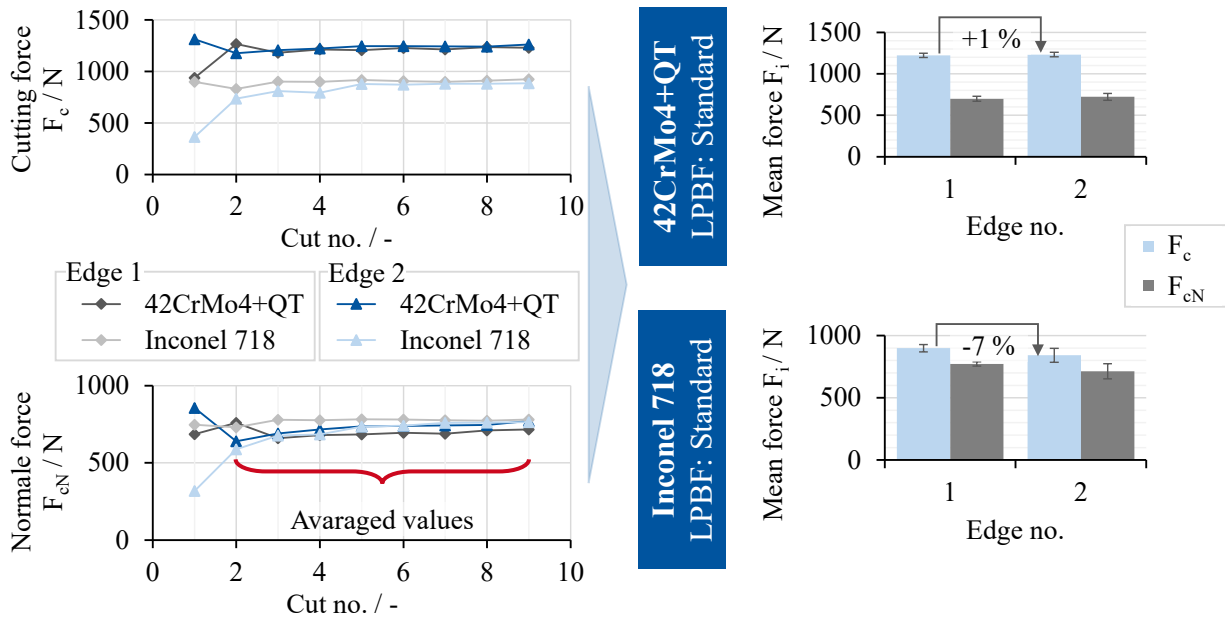 Cutting force
F_c / N
1500
1000
500
0
0 2 4 6 8 10
Cut no. / -
Edge 1
42CrMo4+QT
Inconel 718
Edge 2
42CrMo4+QT
Inconel 718
Normale force
F_cN / N
1000
500
0
Avaraged values
0 2 4 6 8 10
Cut no. / -
42CrMo4+QT
LPBF: Standard
Inconel 718
LPBF: Standard
Mean force F_i / N
1500
1000
500
0
+1 %
1 2
Edge no.
F_c
F_cN
Mean force F_i / N
1000
500
0
-7 %
1 2
Edge no.